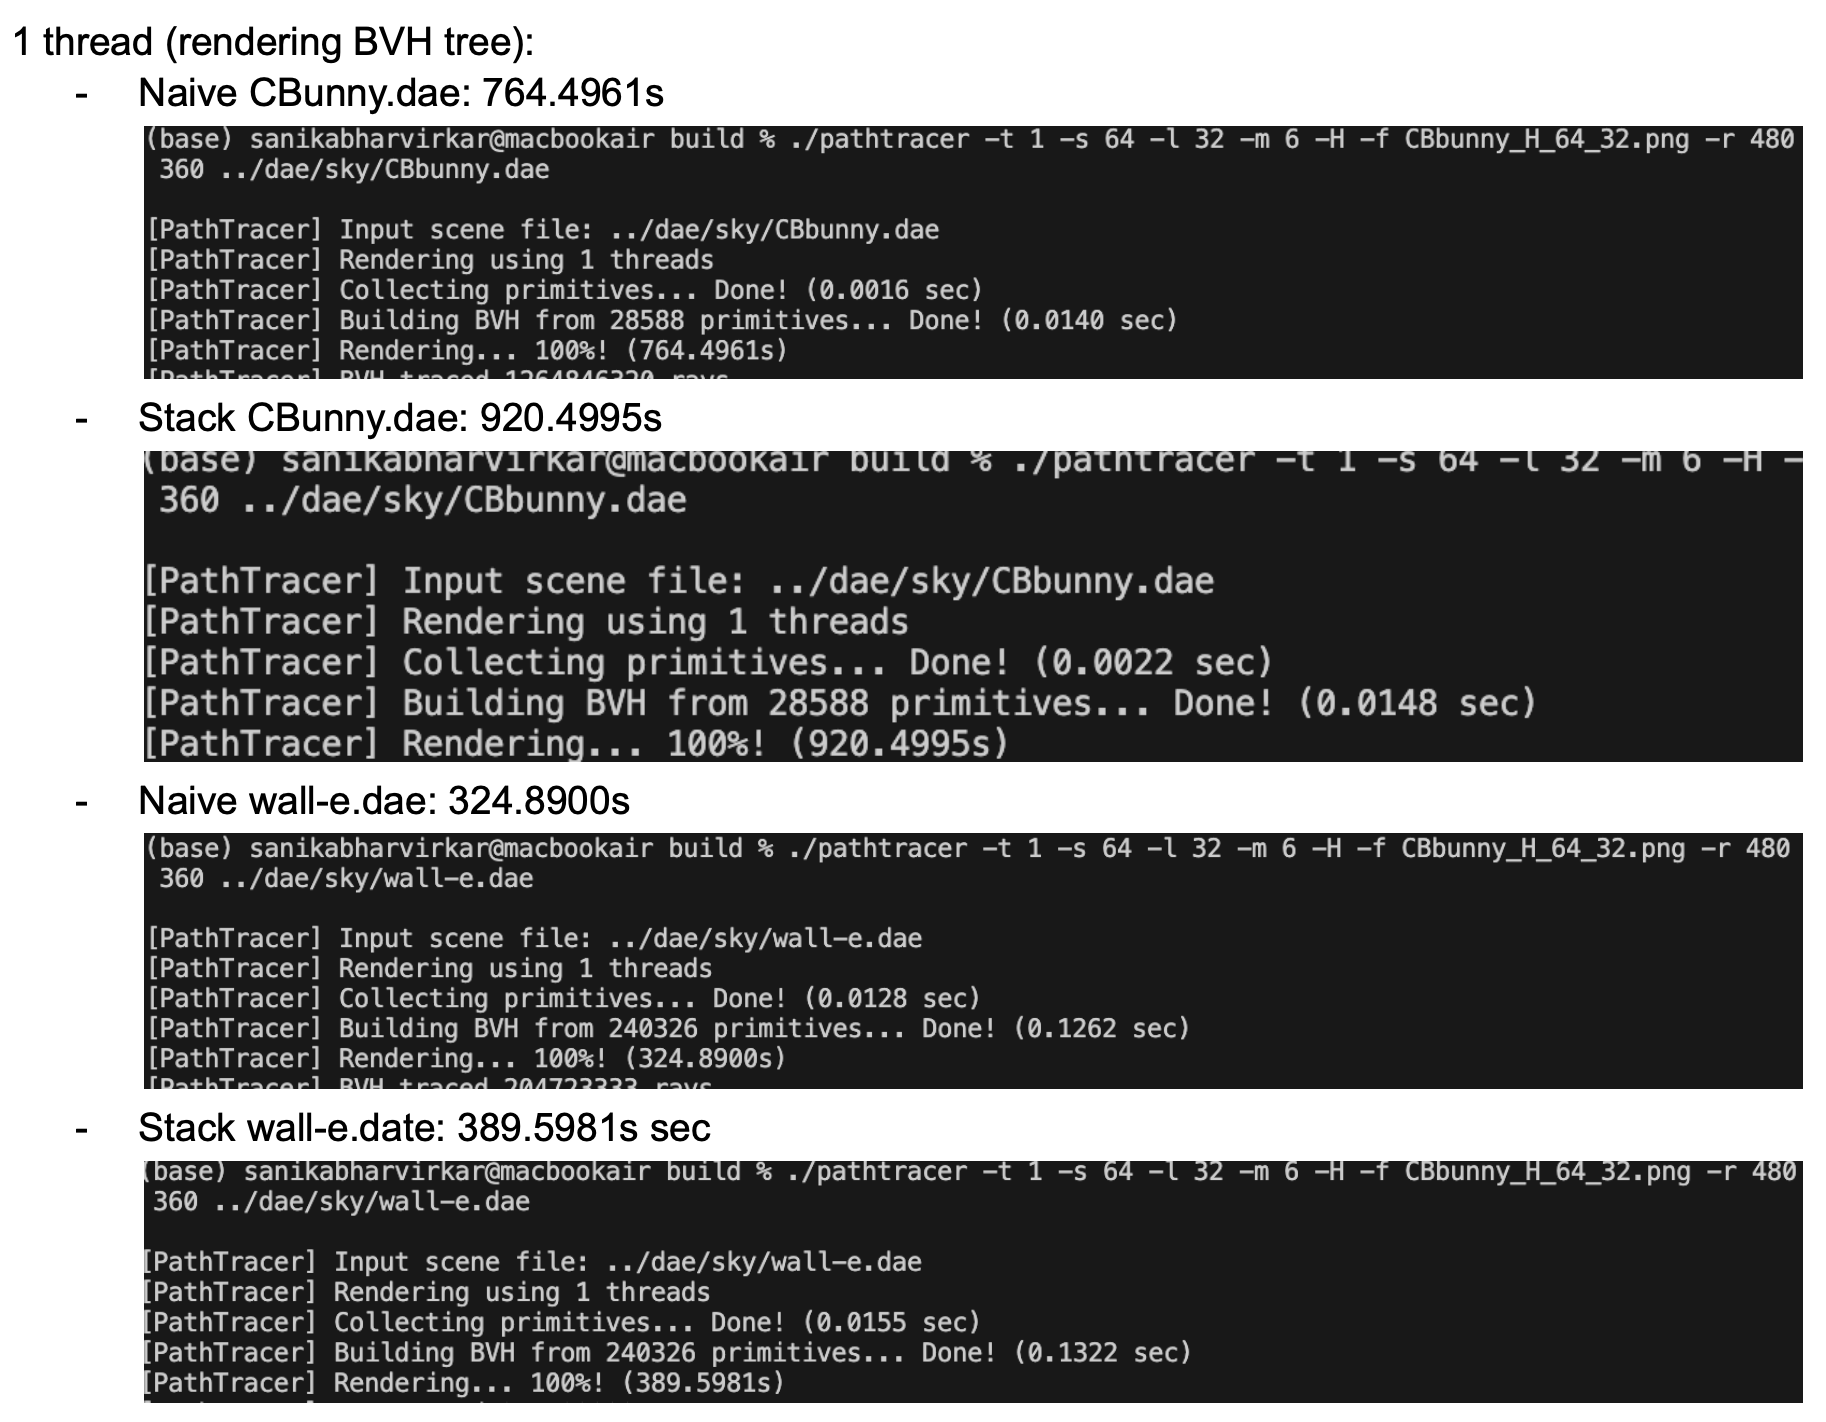 1 thread (rendering BVH tree):
- Naive CBunny.dae: 764.4961s
(base) sanikabharvirkar@macbookair build % ./pathtracer -t 1 -s 64 -l 32 -m 6 -H -f CBbunny_H_64_32.png -r 480
360 ../dae/sky/CBbunny.dae
[PathTracer] Input scene file: ../dae/sky/CBbunny.dae
[PathTracer] Rendering using 1 threads
[PathTracer] Collecting primitives... Done! (0.0016 sec)
[PathTracer] Building BVH from 28588 primitives... Done! (0.0140 sec)
[PathTracer] Rendering... 100%! (764.4961s)
[PathTracer] BVH traced 1264846320 rays
- Stack CBunny.dae: 920.4995s
(base) sanikabharvirkar@macbookair build % ./pathtracer -t 1 -s 64 -l 32 -m 6 -H -
360 ../dae/sky/CBbunny.dae
[PathTracer] Input scene file: ../dae/sky/CBbunny.dae
[PathTracer] Rendering using 1 threads
[PathTracer] Collecting primitives... Done! (0.0022 sec)
[PathTracer] Building BVH from 28588 primitives... Done! (0.0148 sec)
[PathTracer] Rendering... 100%! (920.4995s)
- Naive wall-e.dae: 324.8900s
(base) sanikabharvirkar@macbookair build % ./pathtracer -t 1 -s 64 -l 32 -m 6 -H -f CBbunny_H_64_32.png -r 480
360 ../dae/sky/wall-e.dae
[PathTracer] Input scene file: ../dae/sky/wall-e.dae
[PathTracer] Rendering using 1 threads
[PathTracer] Collecting primitives... Done! (0.0128 sec)
[PathTracer] Building BVH from 240326 primitives... Done! (0.1262 sec)
[PathTracer] Rendering... 100%! (324.8900s)
[PathTracer] BVH traced 204723333 rays
- Stack wall-e.date: 389.5981s sec
(base) sanikabharvirkar@macbookair build % ./pathtracer -t 1 -s 64 -l 32 -m 6 -H -f CBbunny_H_64_32.png -r 480
360 ../dae/sky/wall-e.dae
[PathTracer] Input scene file: ../dae/sky/wall-e.dae
[PathTracer] Rendering using 1 threads
[PathTracer] Collecting primitives... Done! (0.0155 sec)
[PathTracer] Building BVH from 240326 primitives... Done! (0.1322 sec)
[PathTracer] Rendering... 100%! (389.5981s)